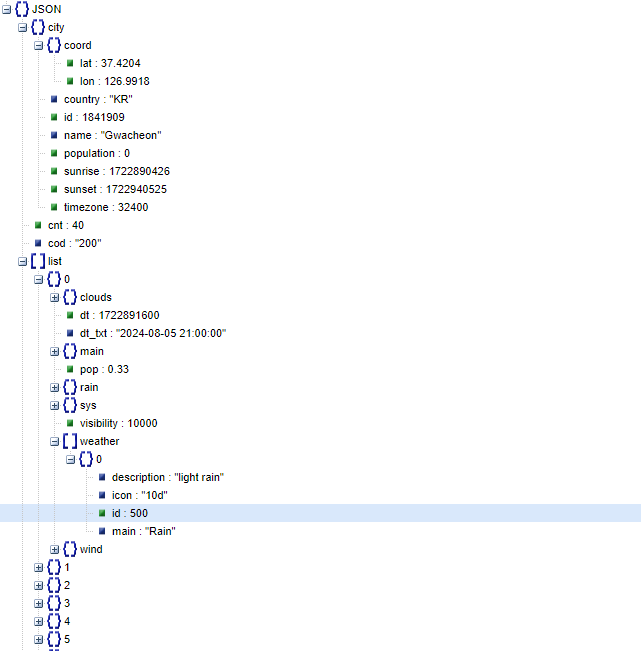 JSON
city
coord
lat : 37.4204
lon : 126.9918
country : "KR"
id : 1841909
name : "Gwacheon"
population : 0
sunrise : 1722890426
sunset : 1722940525
timezone : 32400
cnt : 40
cod : "200"
list
0
clouds
dt : 1722891600
dt_txt : "2024-08-05 21:00:00"
main
pop : 0.33
rain
sys
visibility : 10000
weather
0
description : "light rain"
icon : "10d"
id : 500
main : "Rain"
wind
1
2
3
4
5